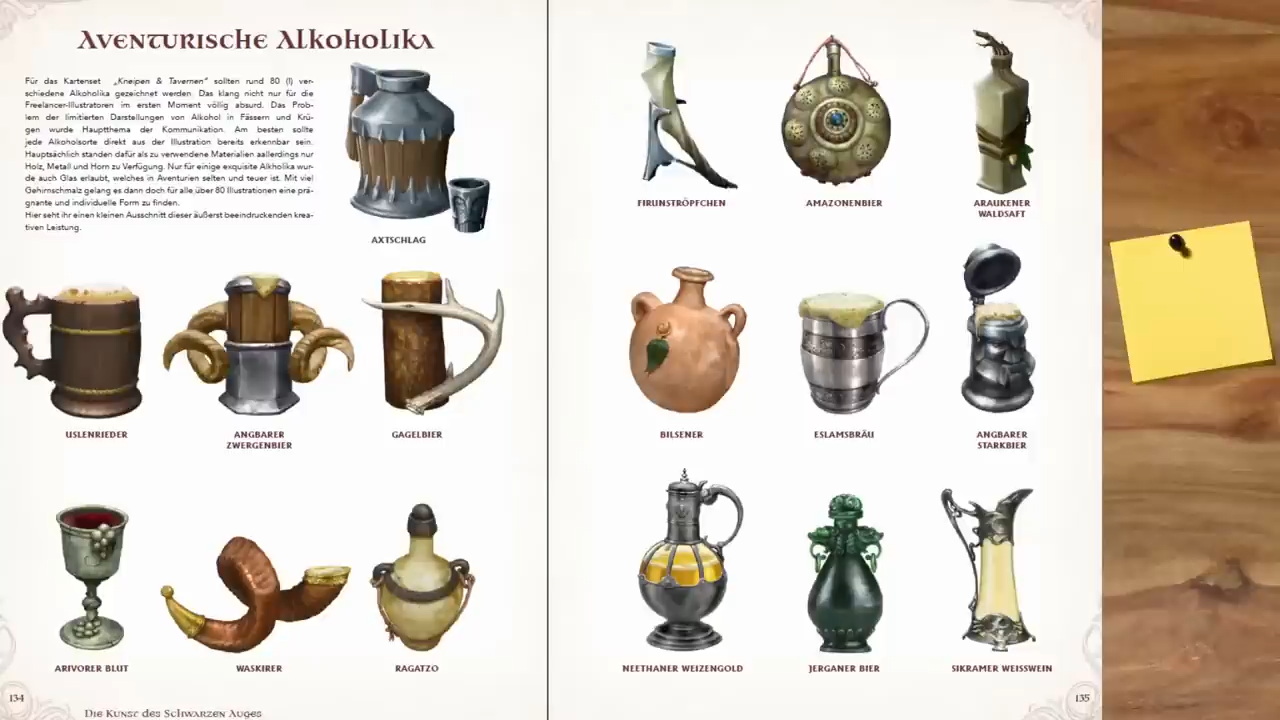 Aventurische Alkoholika
Für das Kartenset „Kneipen & Tavernen“ sollten rund 80 (!) ver-
schiedene Alkoholika gezeichnet werden. Das klang nicht nur für die
Freelancer-Illustratoren im ersten Moment völlig absurd. Das Prob-
lem der limitierten Darstellungen von Alkohol in Fässern und Krü-
gen wurde Hauptthema der Kommunikation. Am besten sollte
jede Alkoholsorte direkt aus der Illustration bereits erkennbar sein.
Hauptsächlich standen dafür als zu verwendene Materialien aallerdings nur
Holz, Metall und Horn zu Verfügung. Nur für einige exquisite Alkholika wur-
de auch Glas erlaubt, welches in Aventurien selten und teuer ist. Mit viel
Gehirnschmalz gelang es dann doch für alle über 80 Illustrationen eine prä-
gnante und individuelle Form zu finden.
Hier seht ihr einen kleinen Ausschnitt dieser äußerst beeindruckenden krea-
tiven Leistung.
AXTSCHLAG
USLENRIEDER
ANGBARER
ZWERGENBIER
GAGELBIER
ARIVORER BLUT
WASKIRER
RAGATZO
134
Die Kunst des Schwarzen Auges
FIRUNSTRÖPFCHEN
AMAZONENBIER
ARAUKENER
WALDSAFT
BILSENER
ESLAMSBRÄU
ANGBARER
STARKBIER
NEETHANER WEIZENGOLD
JERGANER BIER
SIKRAMER WEISSWEIN
135